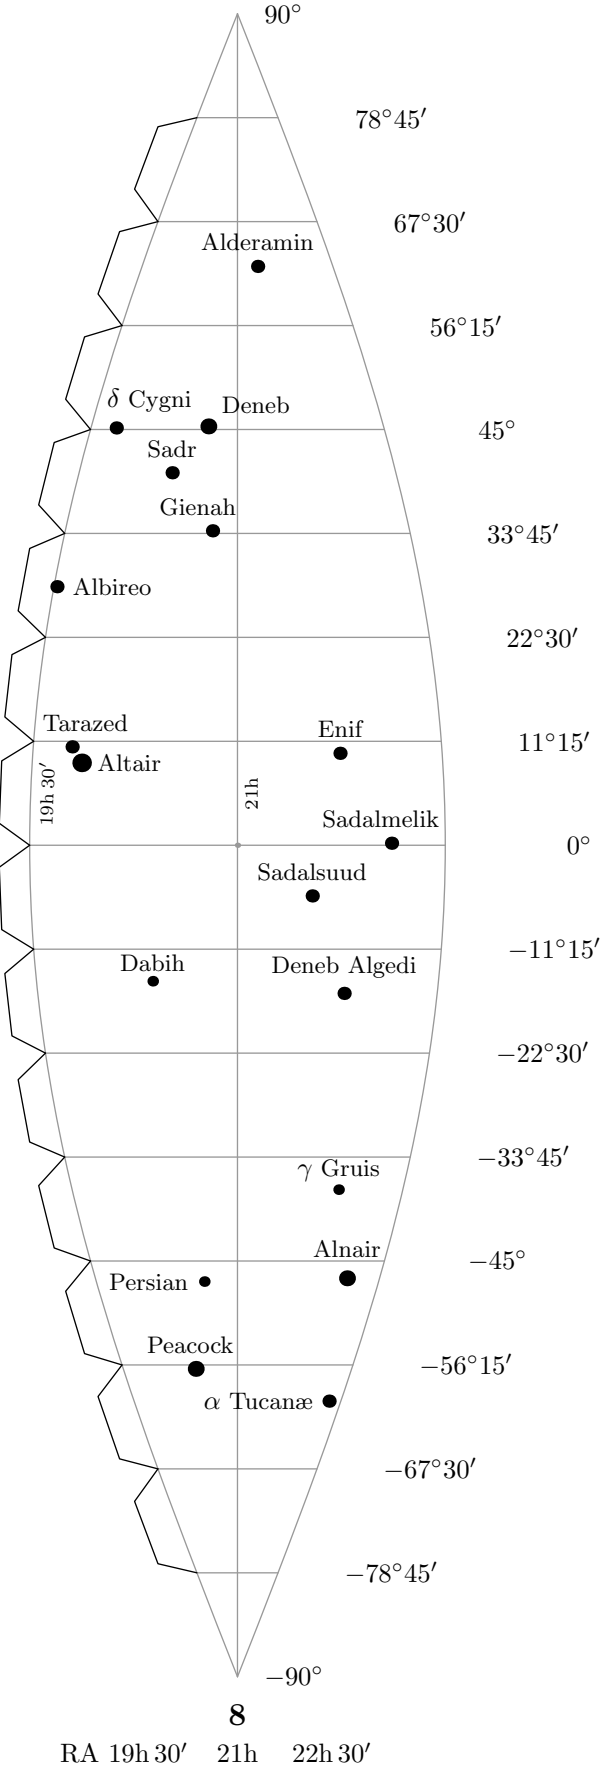 90°
78°45′
67°30′
Alderamin
56°15′
δ Cygni
Deneb
45°
Sadr
Gienah
33°45′
Albireo
22°30′
Tarazed
Enif
11°15′
Altair
19h 30′
21h
Sadalmelik
0°
Sadalsuud
−11°15′
Dabih
Deneb Algedi
−22°30′
−33°45′
γ Gruis
Alnair
−45°
Persian
Peacock
−56°15′
α Tucanæ
−67°30′
−78°45′
−90°
8
RA 19h 30′ 21h 22h 30′